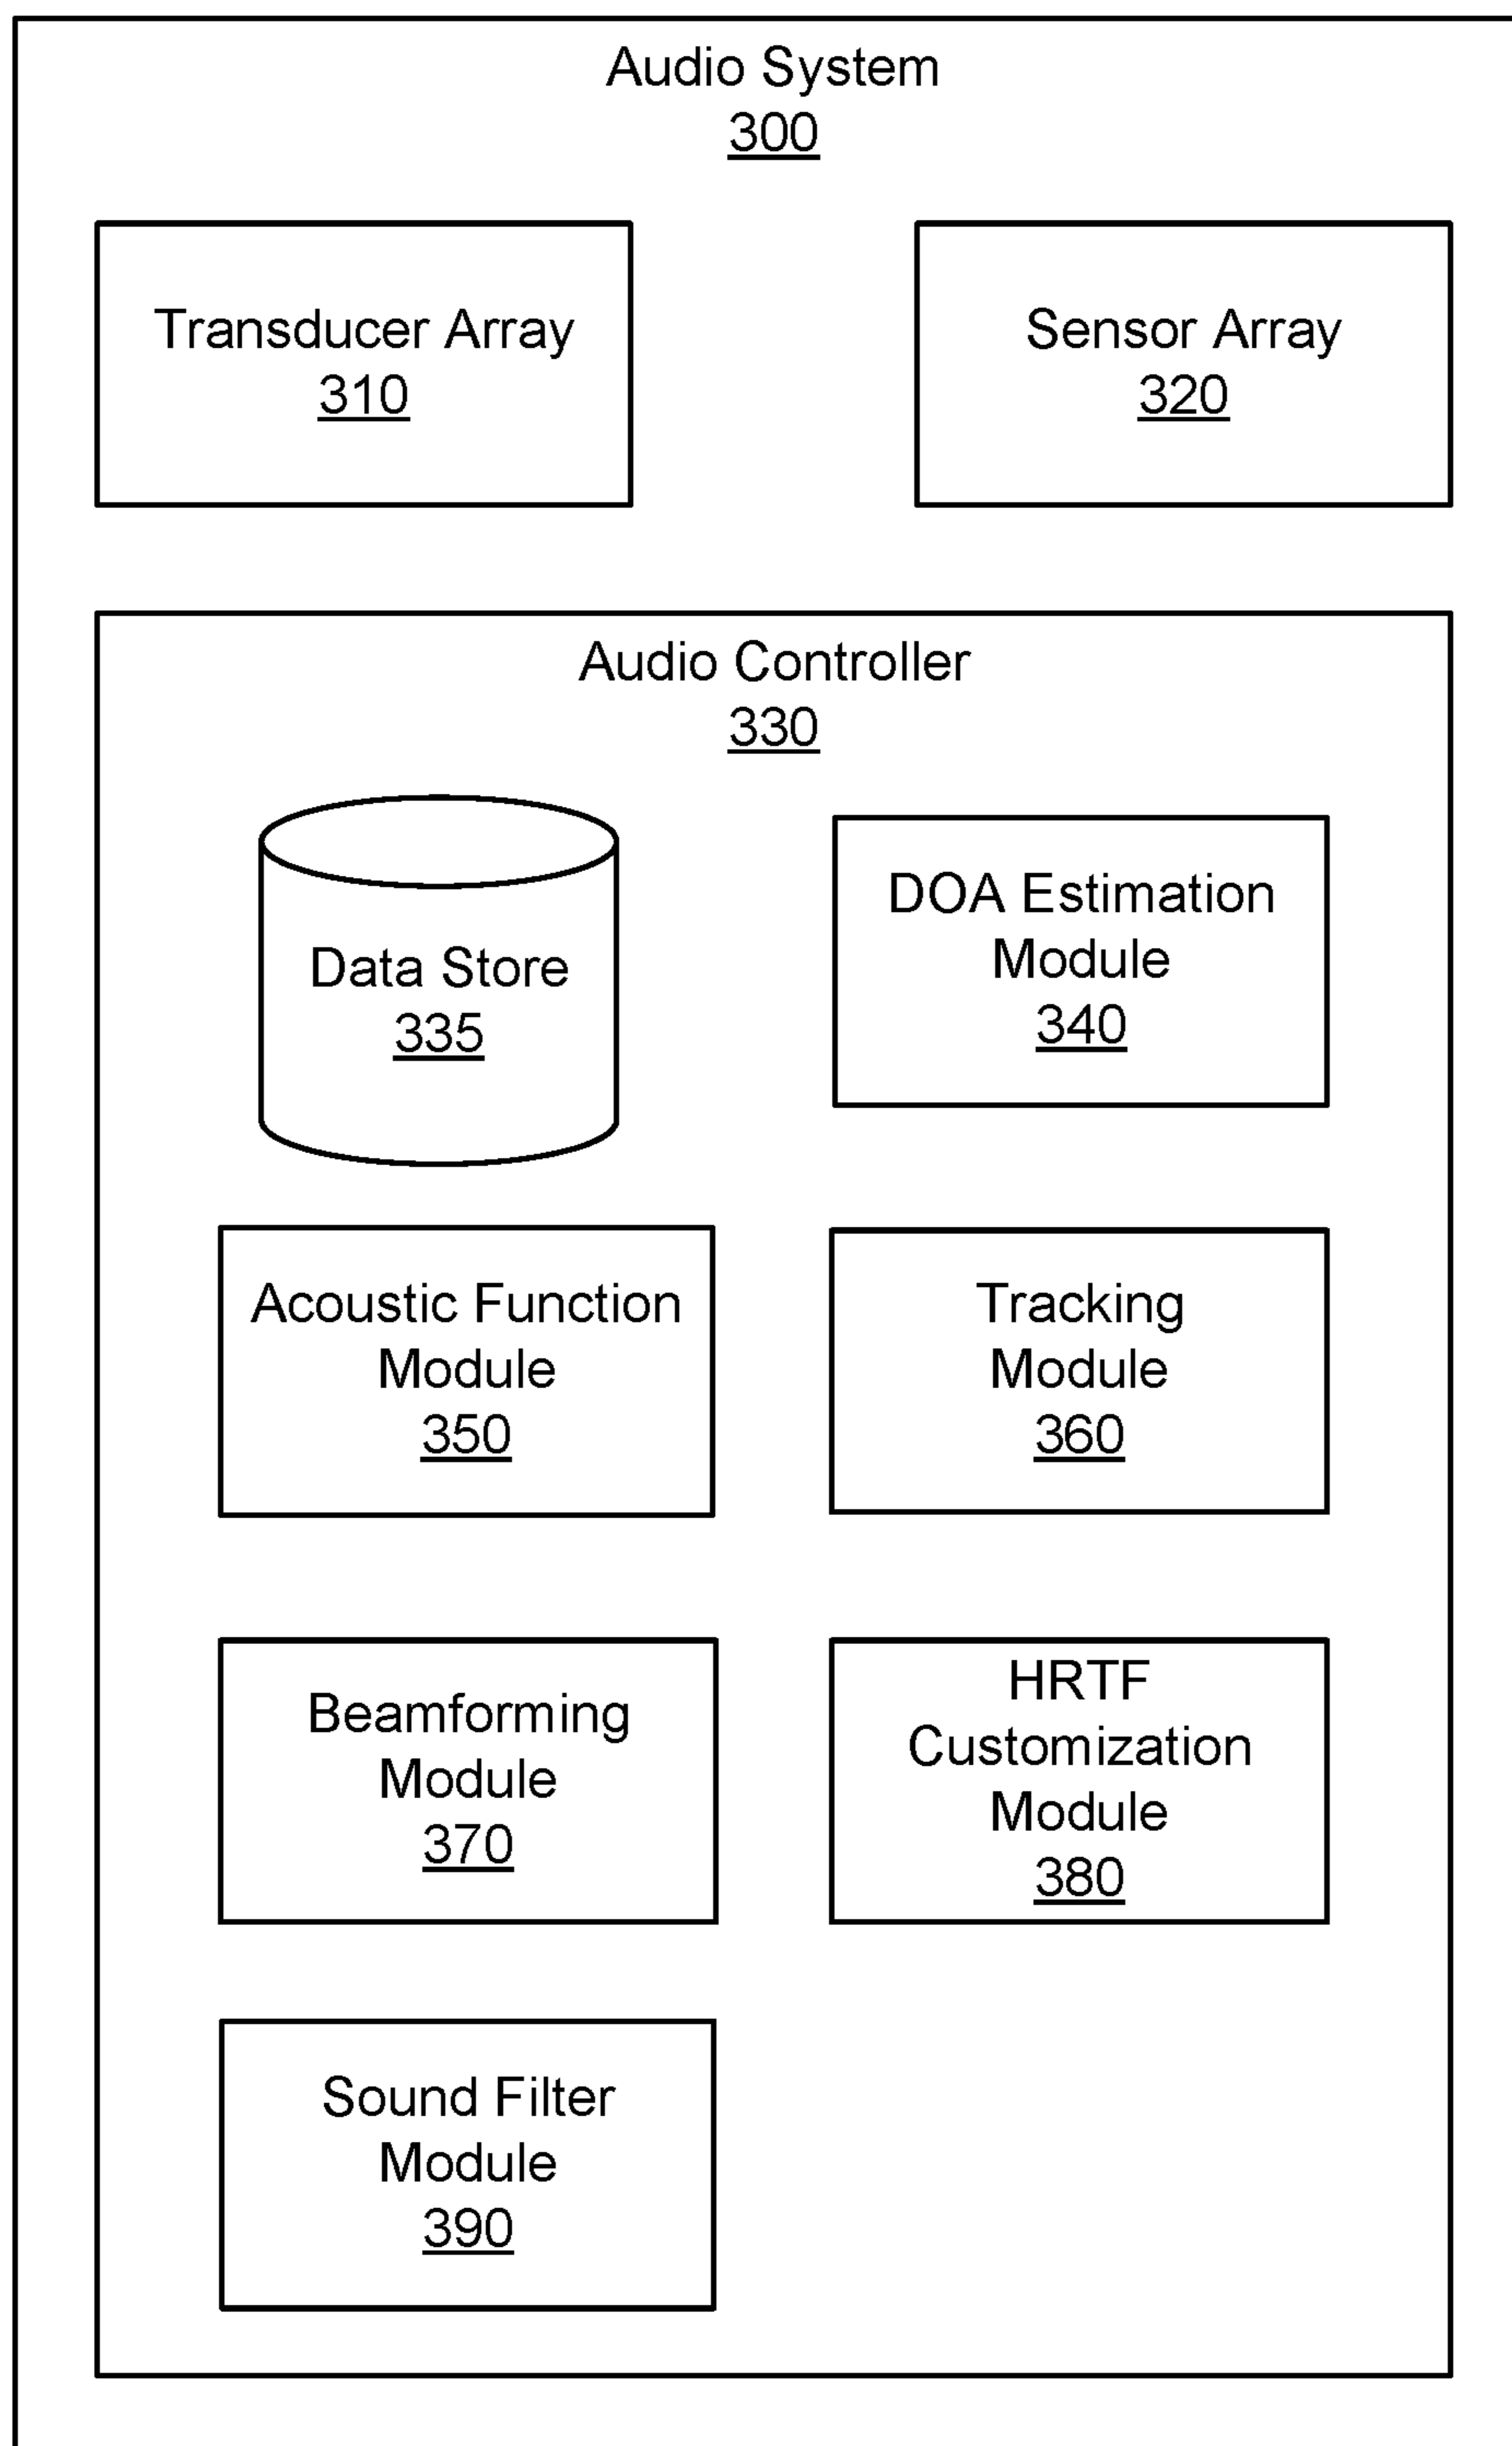 Audio System
300
Transducer Array
310
Sensor Array
320
Audio Controller
330
Data Store
335
DOA Estimation
Module
340
Acoustic Function
Module
350
Tracking
Module
360
Beamforming
Module
370
HRTF
Customization
Module
380
Sound Filter
Module
390